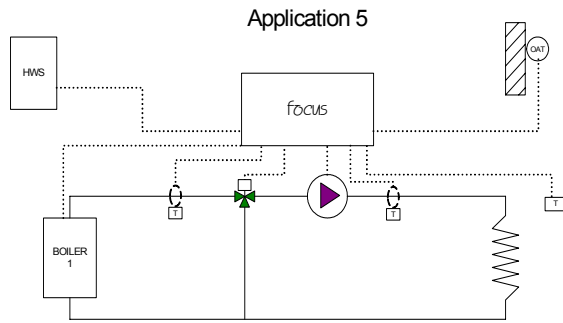 Application 5
HWS
OAT
focus
T
T
T
BOILER
1